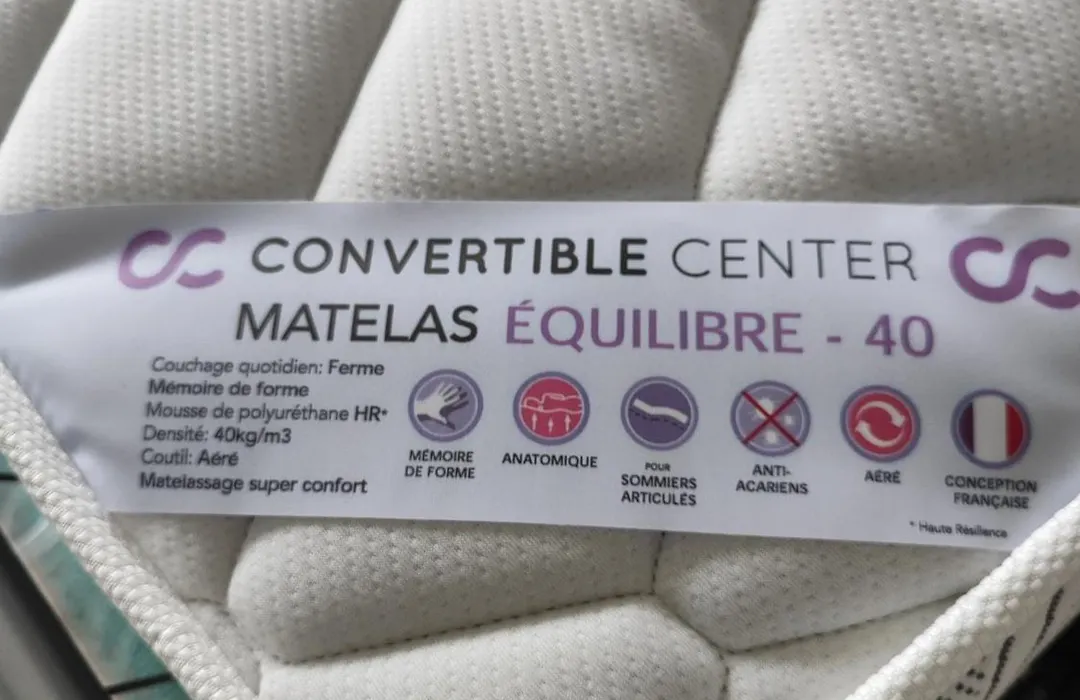 CONVERTIBLE CENTER
MATELAS ÉQUILIBRE - 40
Couchage quotidien: Ferme
Mémoire de forme
Mousse de polyuréthane HR*
Densité: 40kg/m3
Coutil: Aéré
Matelassage super confort
MÉMOIRE
DE FORME
ANATOMIQUE
POUR
SOMMIERS
ARTICULÉS
ANTI-
ACARIENS
AÉRÉ
CONCEPTION
FRANÇAISE
* Haute Résilience